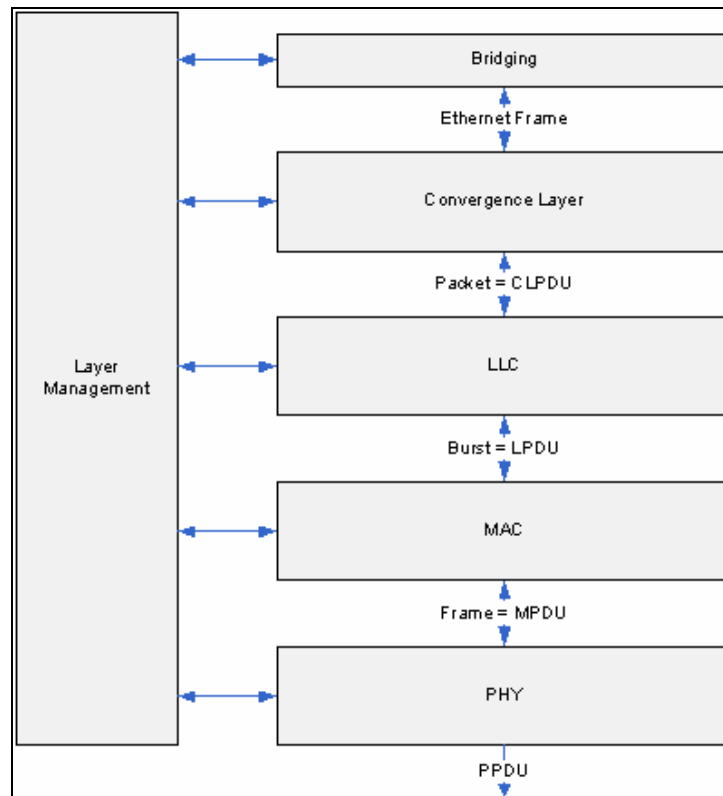 Bridging
Ethernet Frame
Convergence Layer
Packet = CLPDU
Layer
Management
LLC
Burst = LPDU
MAC
Frame = MPDU
PHY
PPDU